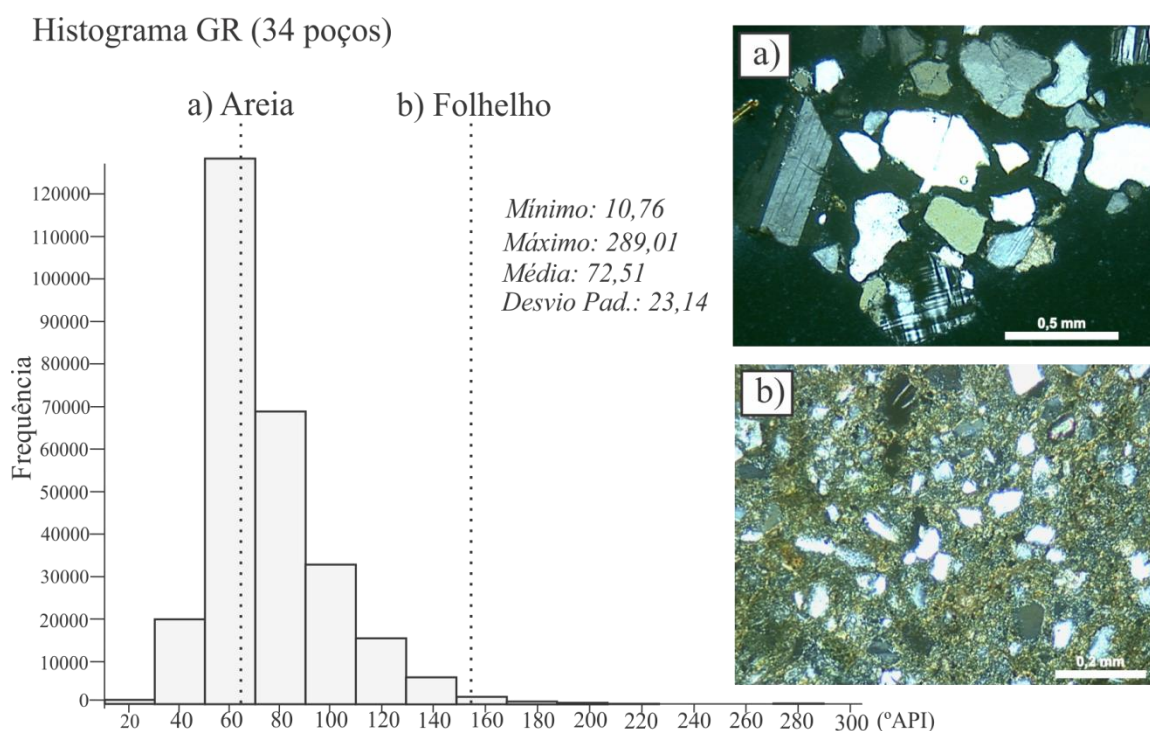 Histograma GR (34 poços)
a) Areia
b) Folhelho
Mínimo: 10,76
Máximo: 289,01
Média: 72,51
Desvio Pad.: 23,14
Frequência
120000
110000
100000
90000
80000
70000
60000
50000
40000
30000
20000
10000
0
20 40 60 80 100 120 140 160 180 200 220 240 260 280 300 (ºAPI)
a)
0,5 mm
b)
0,2 mm